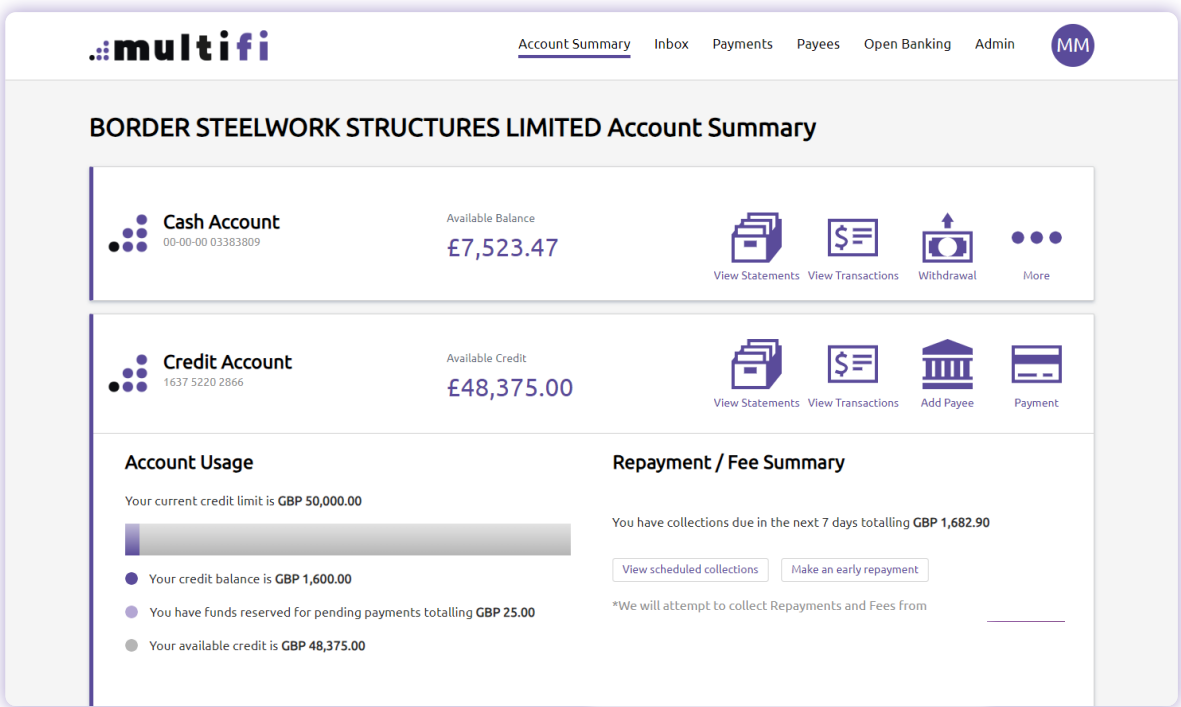 multifi
Account Summary Inbox Payments Payees Open Banking Admin MM
BORDER STEELWORK STRUCTURES LIMITED Account Summary
Cash Account
00-00-00 03383809
Available Balance
£7,523.47
View Statements View Transactions Withdrawal More
Credit Account
1637 5220 2866
Available Credit
£48,375.00
View Statements View Transactions Add Payee Payment
Account Usage
Your current credit limit is GBP 50,000.00
Your credit balance is GBP 1,600.00
You have funds reserved for pending payments totalling GBP 25.00
Your available credit is GBP 48,375.00
Repayment / Fee Summary
You have collections due in the next 7 days totalling GBP 1,682.90
View scheduled collections Make an early repayment
*We will attempt to collect Repayments and Fees from